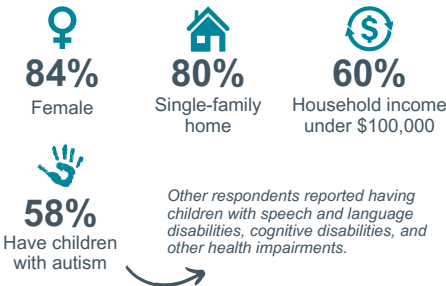 84%
Female
80%
Single-family
home
$
60%
Household income
under $100,000
58%
Have children
with autism
Other respondents reported having
children with speech and language
disabilities, cognitive disabilities, and
other health impairments.